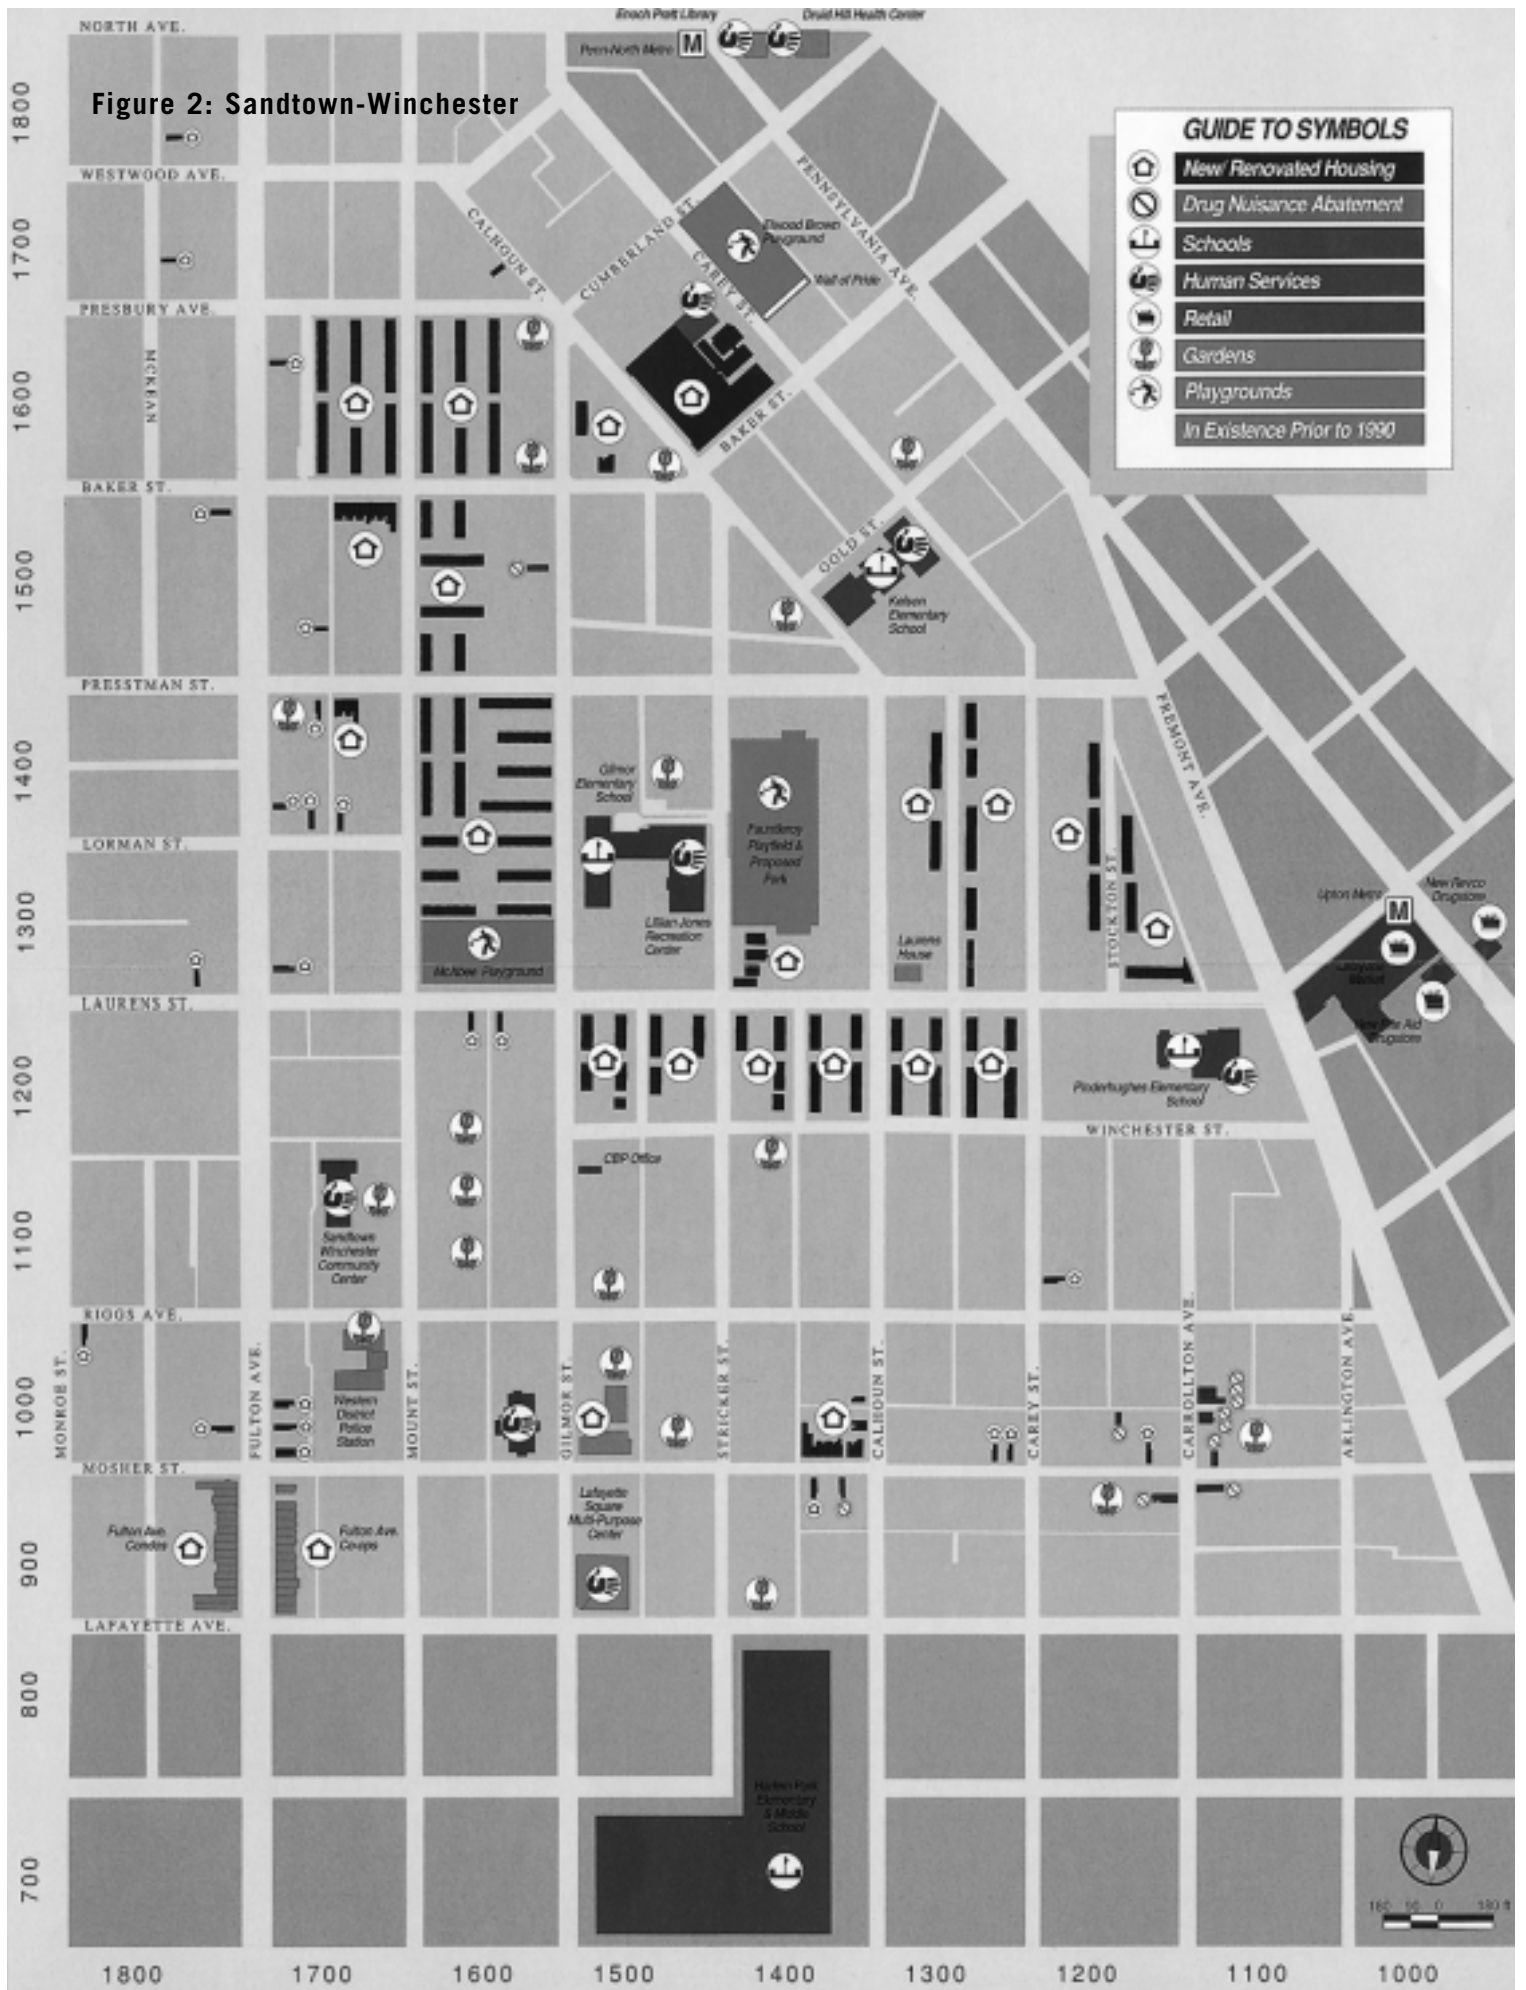 Enoch Pratt Library
Druid Hill Health Center
NORTH AVE.
Penn-North Metro
M
Figure 2: Sandtown-Winchester
1800
GUIDE TO SYMBOLS
New/ Renovated Housing
Drug Nuisance Abatement
Schools
Human Services
Retail
Gardens
Playgrounds
In Existence Prior to 1990
WESTWOOD AVE.
PENNSYLVANIA AVE.
1700
CALHOUN ST.
CUMBERLAND ST.
CAREY ST.
Elwood Brown
Playground
Wall of Pride
PRESBURY AVE.
MCKEAN
1600
BAKER ST.
BAKER ST.
1500
GOLD ST.
Kelson
Elementary
School
PRESSTMAN ST.
FREMONT AVE.
1400
Gilmor
Elementary
School
Fauntleroy
Playfield &
Proposed
Park
LORMAN ST.
STOCKTON ST.
1300
Lillian Jones
Recreation
Center
Laurens
House
Upton Metro
M
New Revco
Drugstore
McAbee Playground
Lafayette
Market
LAURENS ST.
New Rite Aid
Drugstore
1200
Pinderhughes Elementary
School
WINCHESTER ST.
CBP Office
1100
Sandtown
Winchester
Community
Center
RIGGS AVE.
1000
MONROE ST.
FULTON AVE.
MOUNT ST.
GILMOR ST.
STRICKER ST.
CALHOUN ST.
CAREY ST.
CARROLLTON AVE.
ARLINGTON AVE.
Western
District
Police
Station
MOSHER ST.
Lafayette
Square
Multi-Purpose
Center
900
Fulton Ave.
Condos
Fulton Ave.
Co-ops
LAFAYETTE AVE.
800
Harlem Park
Elementary
& Middle
School
700
180 90 0 180 ft
1800 1700 1600 1500 1400 1300 1200 1100 1000